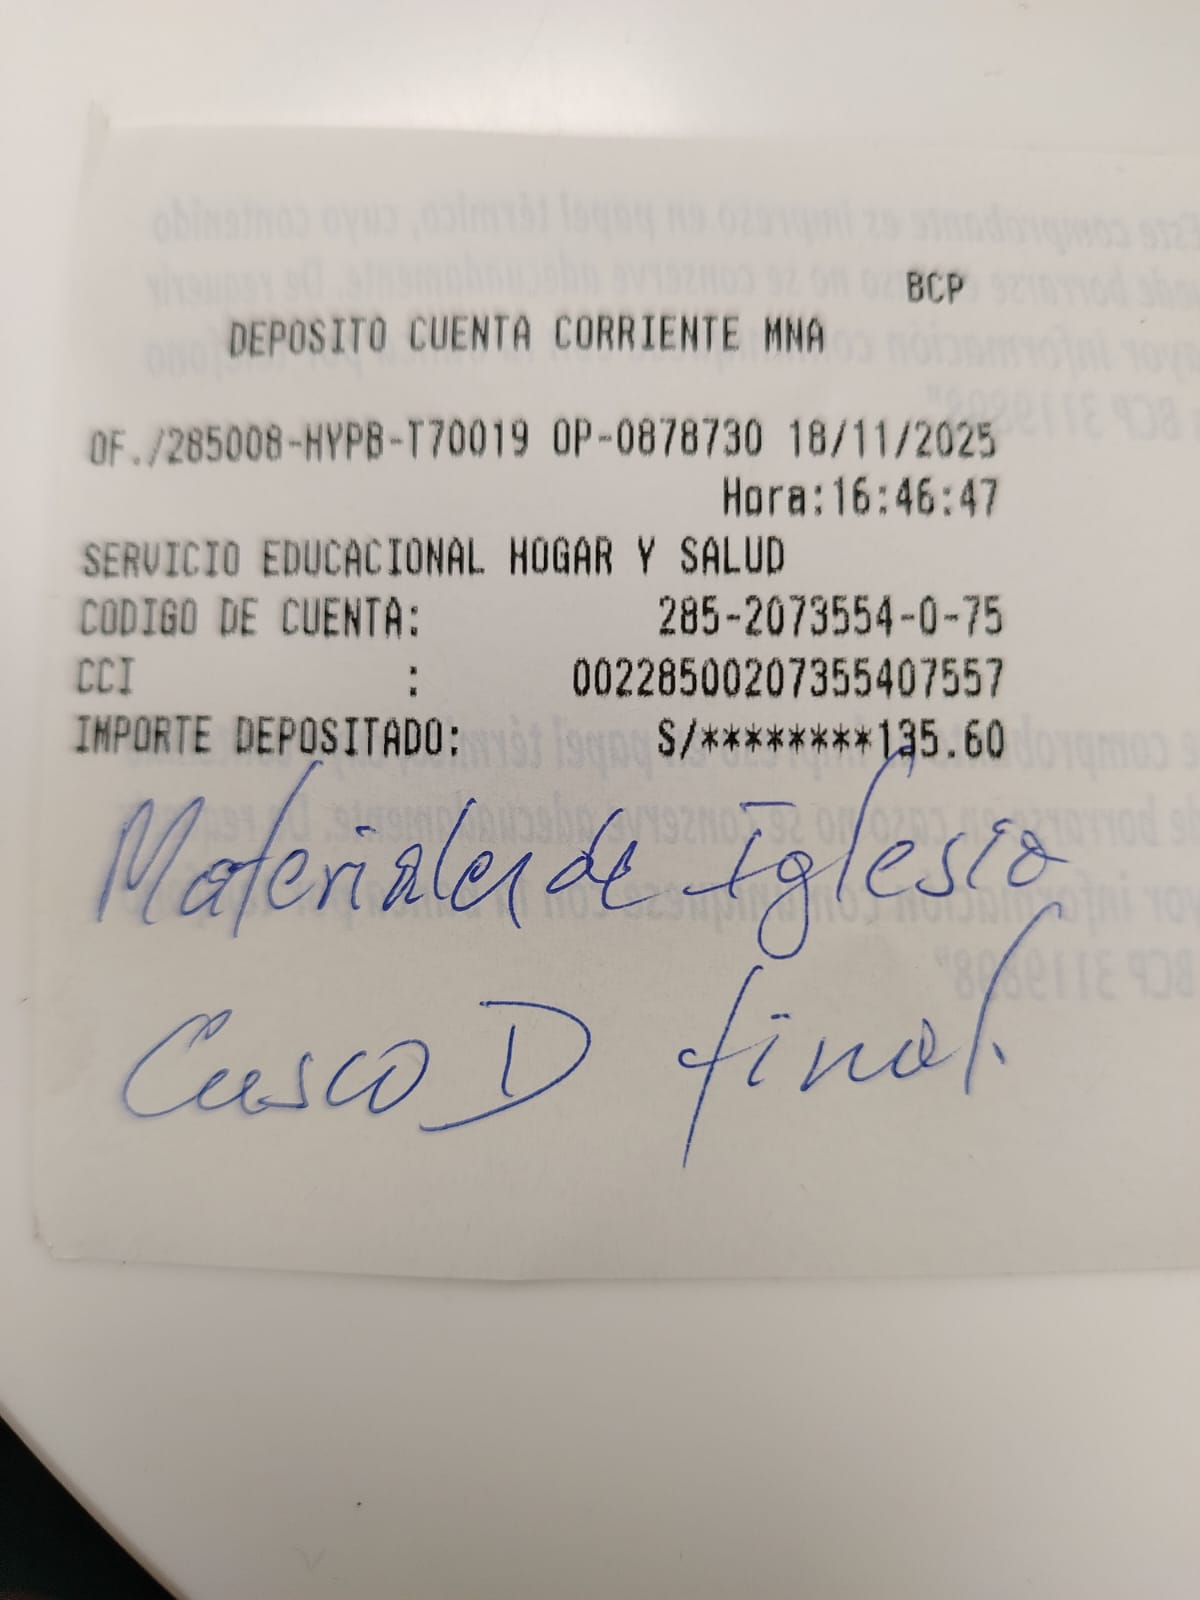 BCP
DEPOSITO CUENTA CORRIENTE MNA
OF./285008-HYPB-T70019 OP-0878730 18/11/2025
Hora:16:46:47
SERVICIO EDUCACIONAL HOGAR Y SALUD
CODIGO DE CUENTA: 285-2073554-0-75
CCI : 00228500207355407557
IMPORTE DEPOSITADO: S/********135.60
Materiales de Iglesia
Cusco D final.